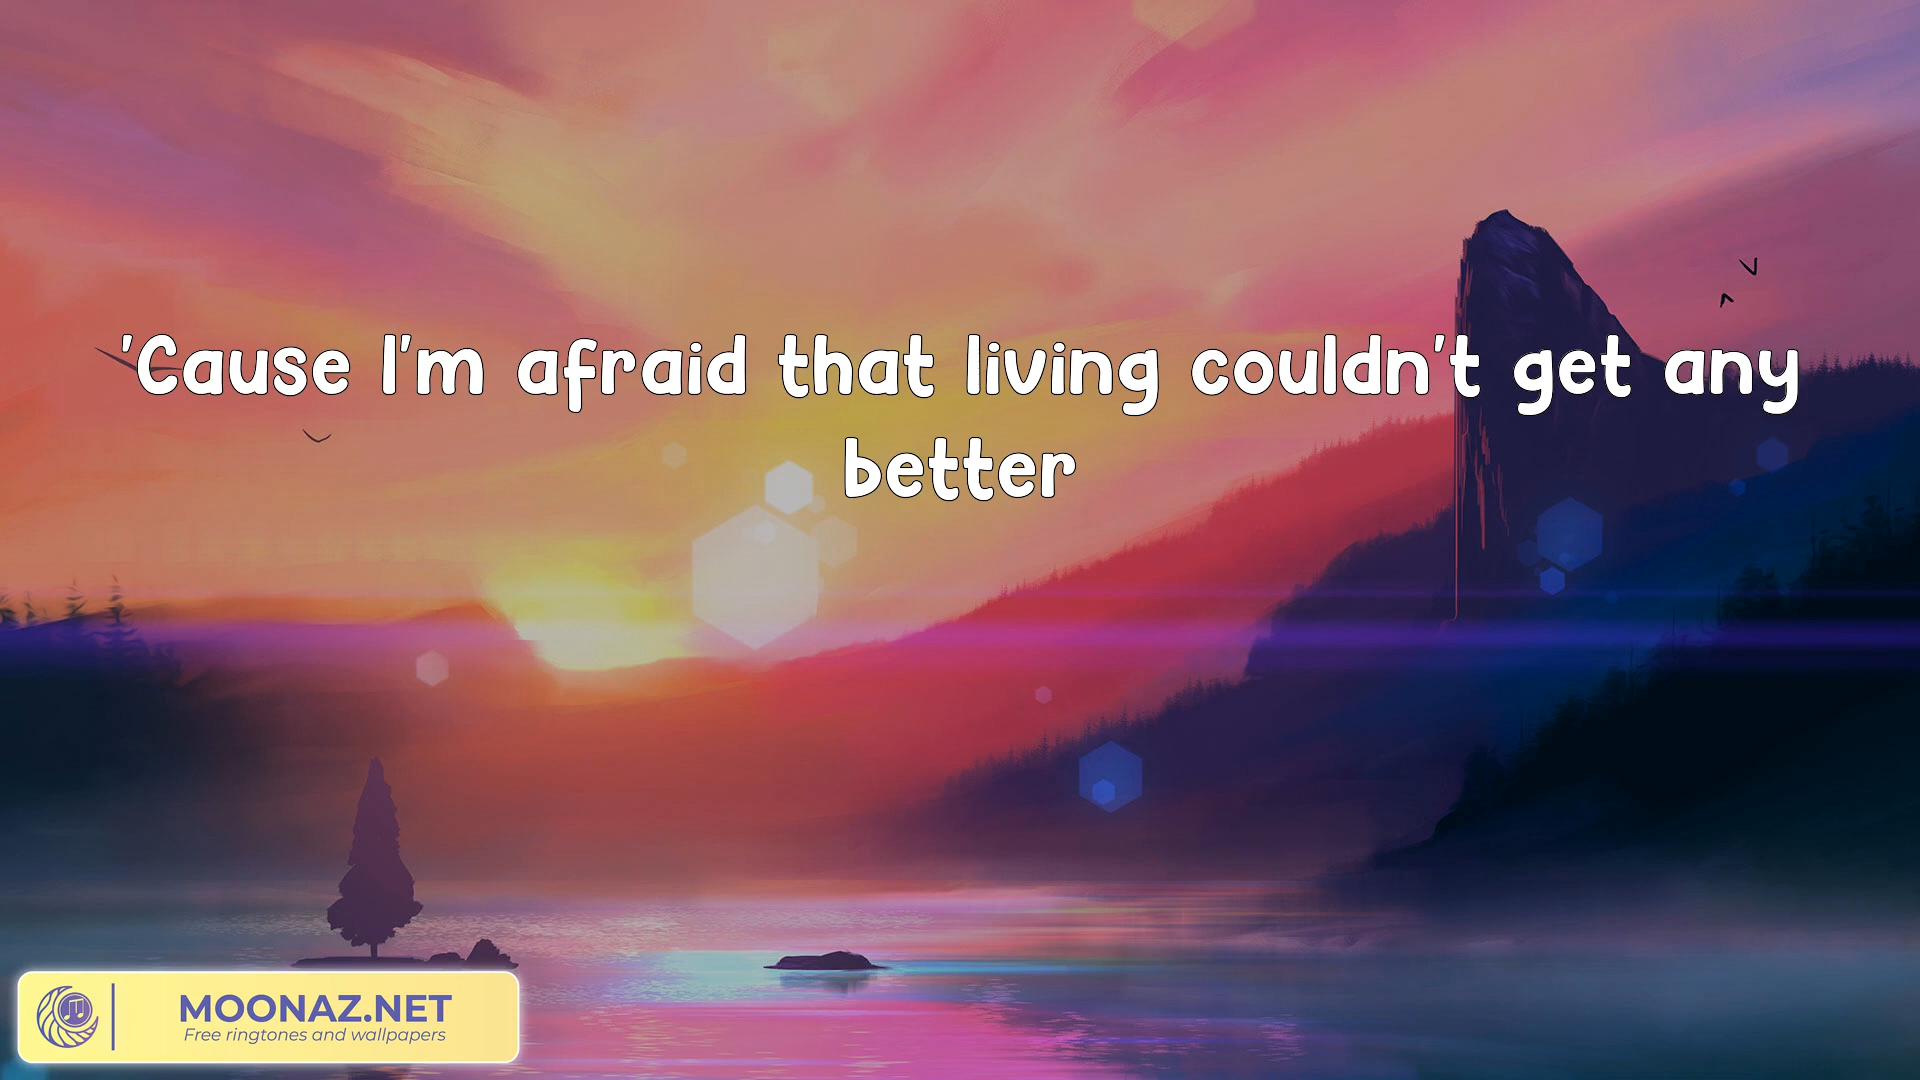 'Cause I'm afraid that living couldn't get any
better
MOONAZ.NET
Free ringtones and wallpapers